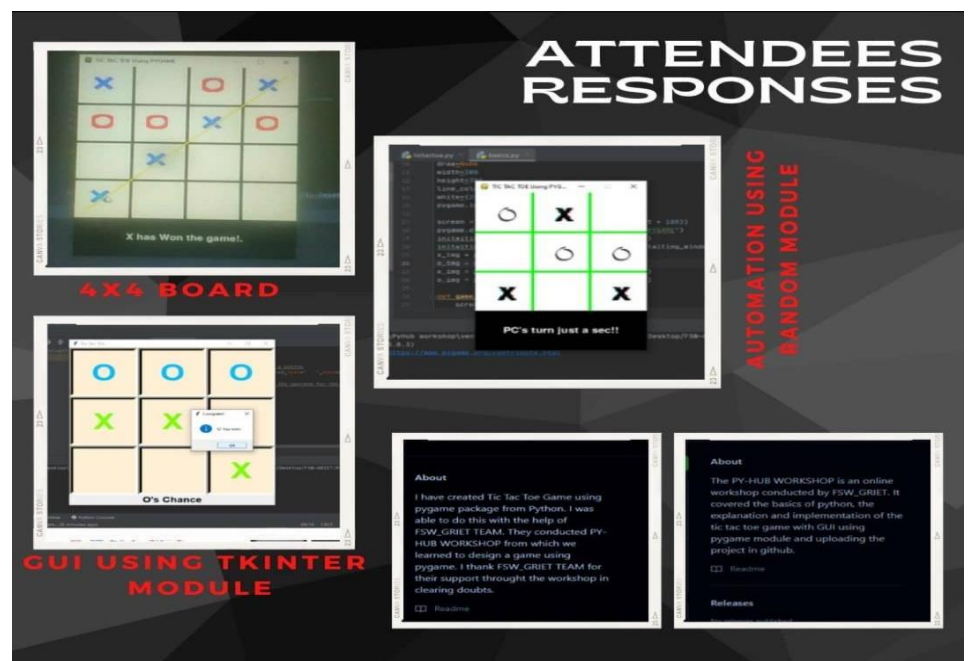 ATTENDEES
RESPONSES
TIC TAC TOE Using PYGAME
X O X
O O X O
X
X
X has Won the game!.
4X4 BOARD
TIC TAC TOE Using PYG...
O X
O O
X X
PC's turn just a sec!!
AUTOMATION USING
RANDOM MODULE
O O O
X X
X
O's Chance
GUI USING TKINTER
MODULE
About
I have created Tic Tac Toe Game using
pygame package from Python. I was
able to do this with the help of
FSW_GRIET TEAM. They conducted PY-
HUB WORKSHOP from which we
learned to design a game using
pygame. I thank FSW_GRIET TEAM for
their support throught the workshop in
clearing doubts.
Readme
About
The PY-HUB WORKSHOP is an online
workshop conducted by FSW_GRIET. It
covered the basics of python, the
explanation and implementation of the
tic tac toe game with GUI using
pygame module and uploading the
project in github.
Readme
Releases